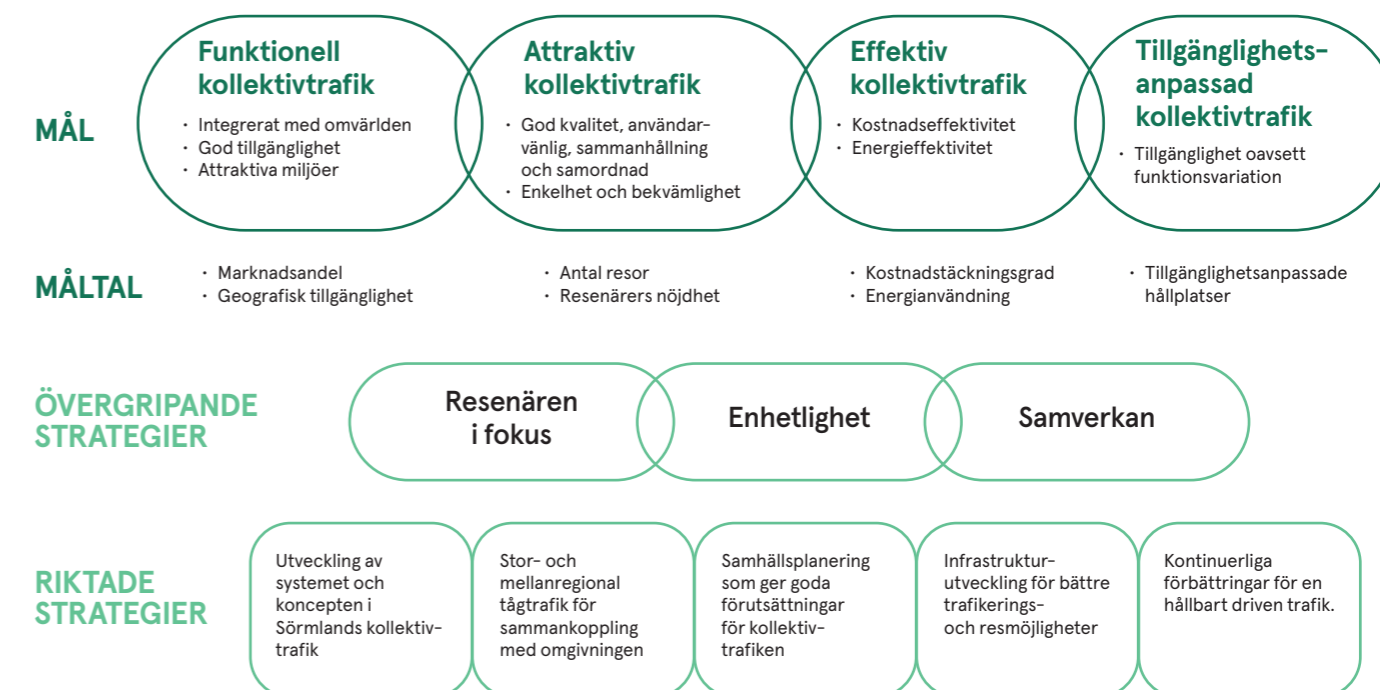 MÅL
Funktionell
kollektivtrafik
· Integrerat med omvärlden
· God tillgänglighet
· Attraktiva miljöer
Attraktiv
kollektivtrafik
· God kvalitet, användar-
vänlig, sammanhållning
och samordnad
· Enkelhet och bekvämlighet
Effektiv
kollektivtrafik
· Kostnadseffektivitet
· Energieffektivitet
Tillgänglighets-
anpassad
kollektivtrafik
· Tillgänglighet oavsett
funktionsvariation
MÅLTAL
· Marknadsandel
· Geografisk tillgänglighet
· Antal resor
· Resenärers nöjdhet
· Kostnadstäckningsgrad
· Energianvändning
· Tillgänglighetsanpassade
hållplatser
ÖVERGRIPANDE
STRATEGIER
Resenären
i fokus
Enhetlighet
Samverkan
RIKTADE
STRATEGIER
Utveckling av
systemet och
koncepten i
Sörmlands kollektiv-
trafik
Stor- och
mellanregional
tågtrafik för
sammankoppling
med omgivningen
Samhällsplanering
som ger goda
förutsättningar
för kollektiv-
trafiken
Infrastruktur-
utveckling för bättre
trafikerings-
och resmöjligheter
Kontinuerliga
förbättringar för en
hållbart driven trafik.